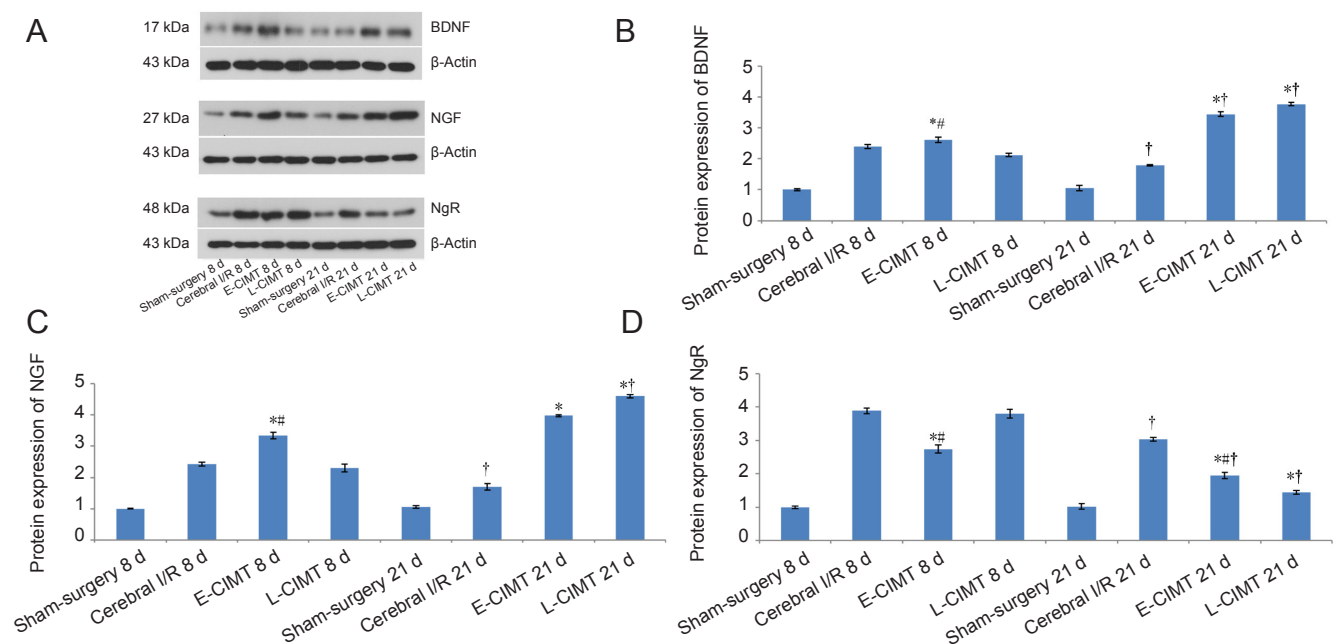 A
17 kDa BDNF
43 kDa β-Actin
27 kDa NGF
43 kDa β-Actin
48 kDa NgR
43 kDa β-Actin
Sham-surgery 8 d
Cerebral I/R 8 d
E-CIMT 8 d
L-CIMT 8 d
Sham-surgery 21 d
Cerebral I/R 21 d
E-CIMT 21 d
L-CIMT 21 d
B
Protein expression of BDNF
5
4
3
2
1
0
*#
†
*†
*†
Sham-surgery 8 d
Cerebral I/R 8 d
E-CIMT 8 d
L-CIMT 8 d
Sham-surgery 21 d
Cerebral I/R 21 d
E-CIMT 21 d
L-CIMT 21 d
C
Protein expression of NGF
5
4
3
2
1
0
*#
†
*
*†
Sham-surgery 8 d
Cerebral I/R 8 d
E-CIMT 8 d
L-CIMT 8 d
Sham-surgery 21 d
Cerebral I/R 21 d
E-CIMT 21 d
L-CIMT 21 d
D
Protein expression of NgR
5
4
3
2
1
0
*#
†
*#†
*†
Sham-surgery 8 d
Cerebral I/R 8 d
E-CIMT 8 d
L-CIMT 8 d
Sham-surgery 21 d
Cerebral I/R 21 d
E-CIMT 21 d
L-CIMT 21 d